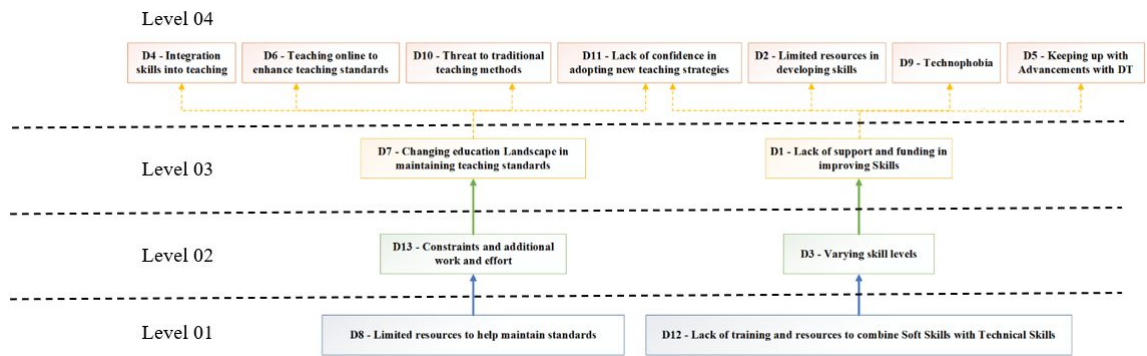 Level 04
D4 - Integration
skills into teaching
D6 - Teaching online to
enhance teaching standards
D10 - Threat to traditional
teaching methods
D11 - Lack of confidence in
adopting new teaching strategies
D2 - Limited resources in
developing skills
D9 - Technophobia
D5 - Keeping up with
Advancements with DT
Level 03
D7 - Changing education Landscape in
maintaining teaching standards
D1 - Lack of support and funding in
improving Skills
Level 02
D13 - Constraints and additional
work and effort
D3 - Varying skill levels
Level 01
D8 - Limited resources to help maintain standards
D12 - Lack of training and resources to combine Soft Skills with Technical Skills